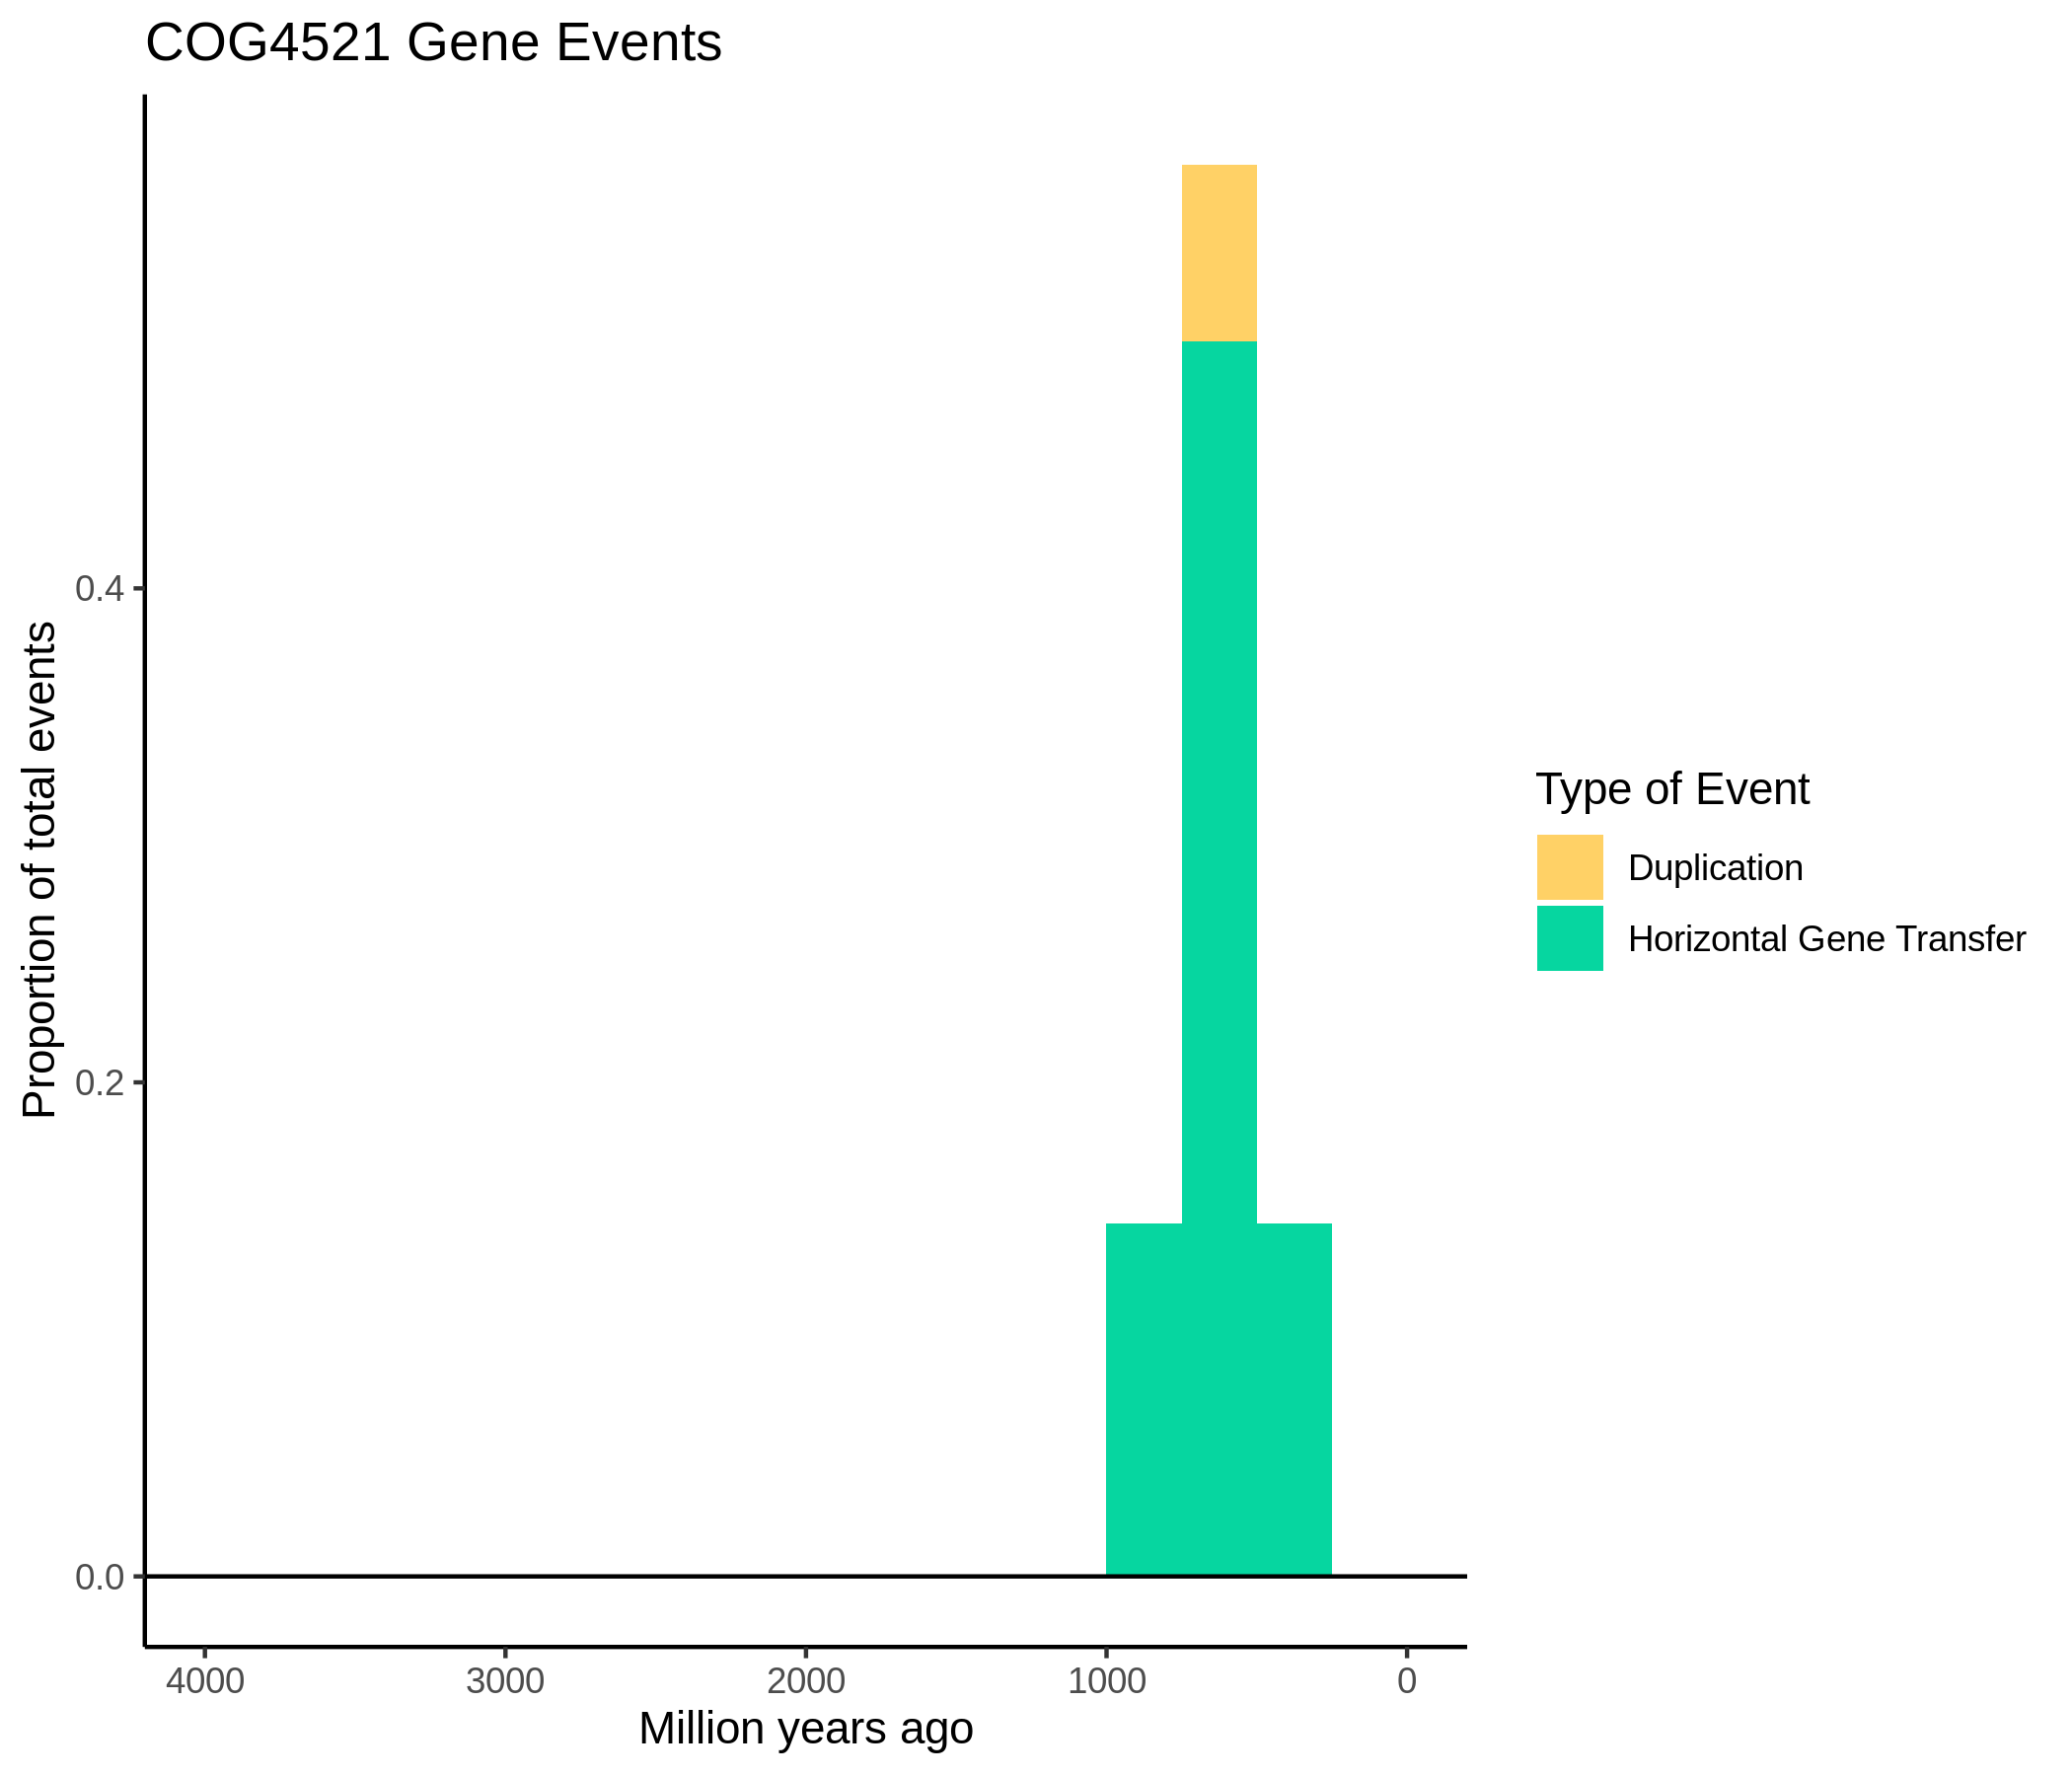 COG4521 Gene Events
Proportion of total events
0.4
0.2
0.0
4000 3000 2000 1000 0
Million years ago
Type of Event
Duplication
Horizontal Gene Transfer